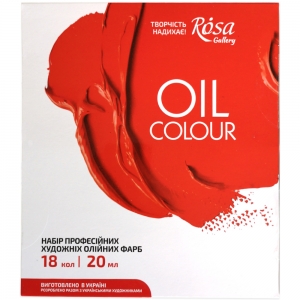 ТВОРЧІСТЬ
НАДИХАЄ!
Rosa
Gallery
OIL
COLOUR
НАБІР ПРОФЕСІЙНИХ
ХУДОЖНІХ ОЛІЙНИХ ФАРБ
18 кол | 20 мл
ВИГОТОВЛЕНО В УКРАЇНІ
РОЗРОБЛЕНО РАЗОМ З УКРАЇНСЬКИМИ ХУДОЖНИКАМИ